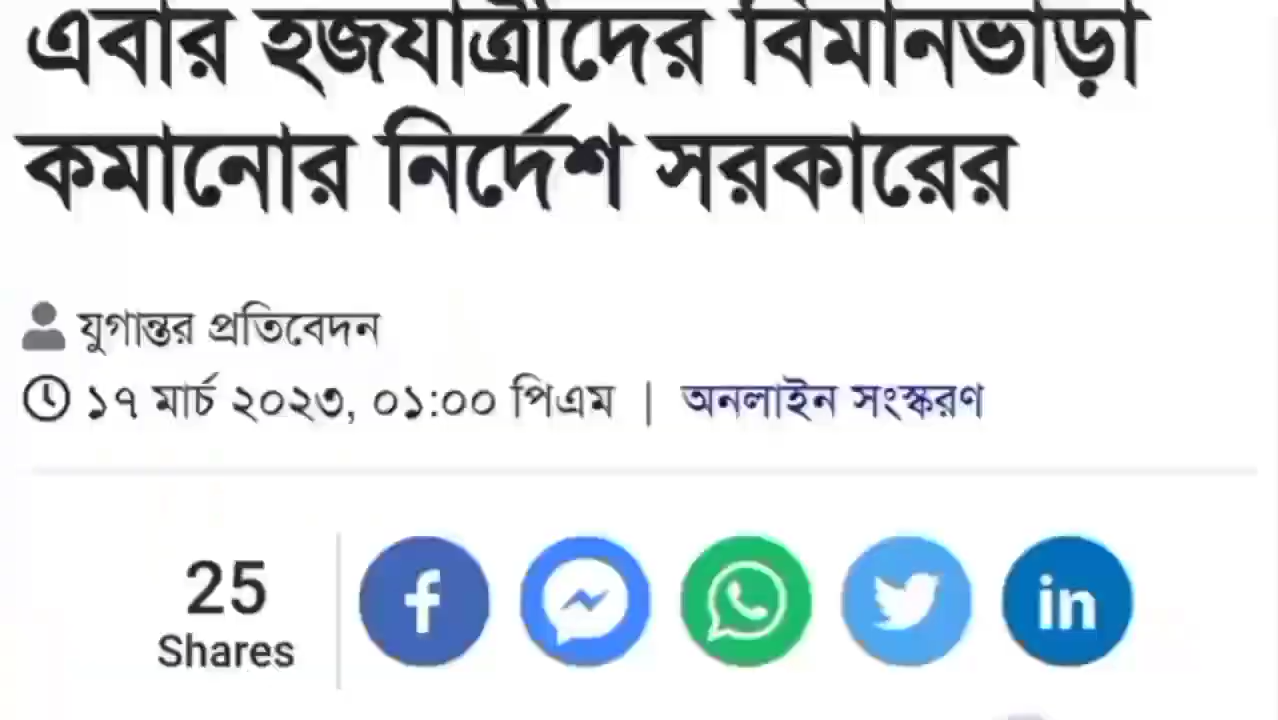 এবার হজযাত্রীদের বিমানভাড়া
কমানোর নির্দেশ সরকারের
যুগান্তর প্রতিবেদন
১৭ মার্চ ২০২৩, ০১:০০ পিএম | অনলাইন সংস্করণ
25
Shares